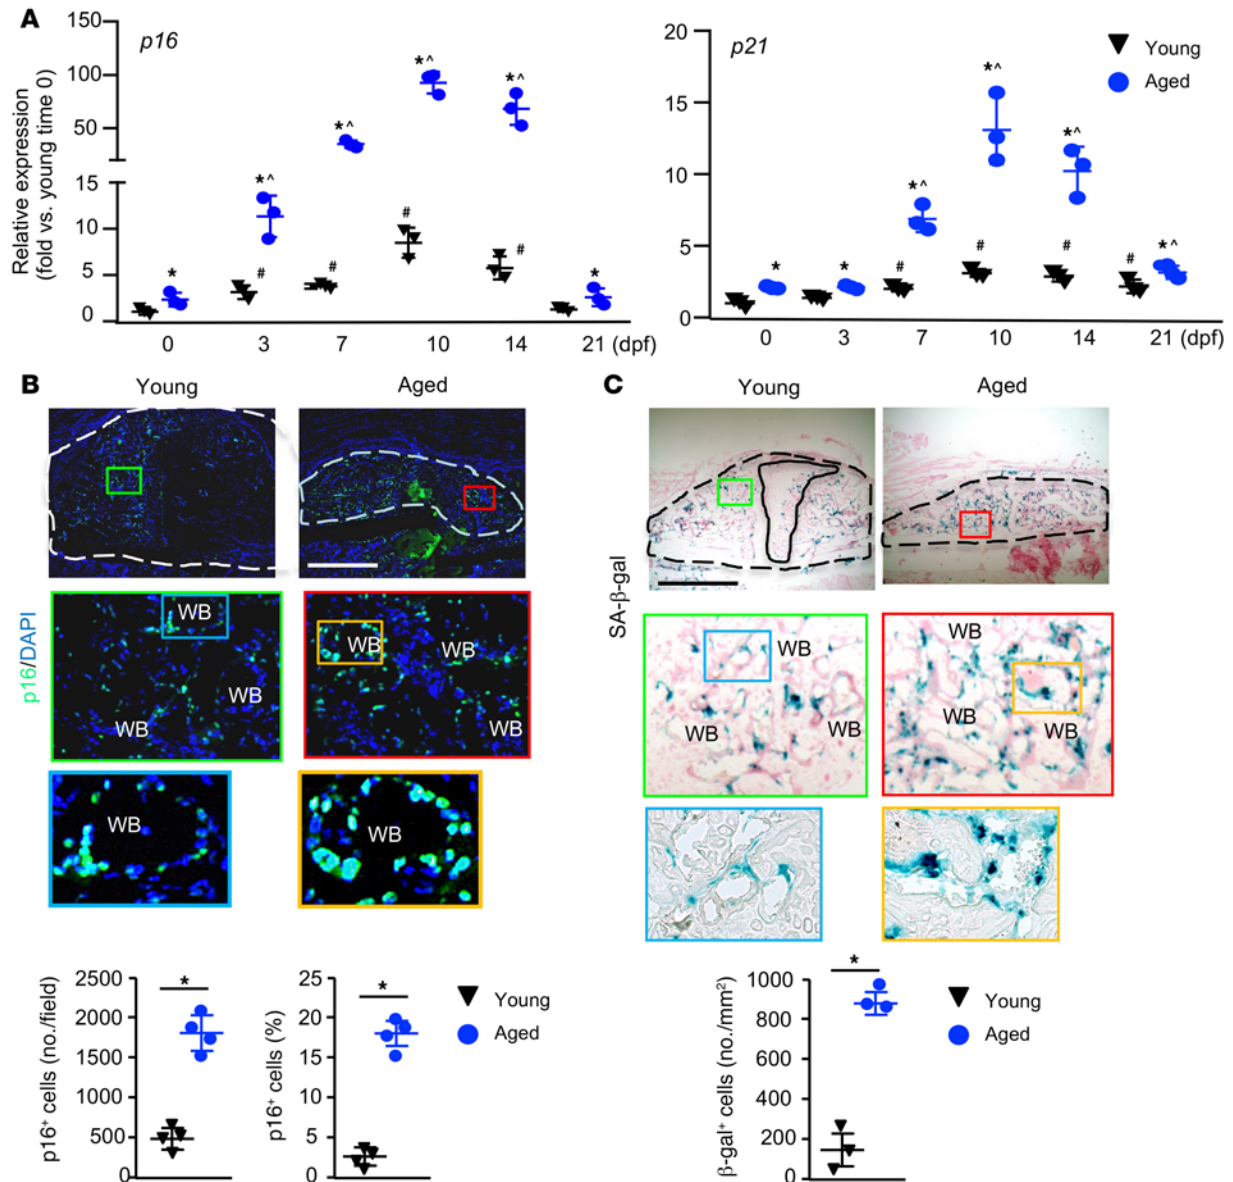 A
p16
Relative expression
(fold vs. young time 0)
150
100
50
15
10
5
0
* *^ *^ *^ *^ *
# # # #
0 3 7 10 14 21 (dpf)
p21
Young
Aged
20
15
10
5
0
* * *^ *^ *^ *^
# # # #
0 3 7 10 14 21 (dpf)
B
Young Aged
p16/DAPI
WB
WB
WB
WB
WB
WB
WB
WB
p16+ cells (no./field)
2500
2000
1500
1000
500
0
*
p16+ cells (%)
25
20
15
10
5
0
*
Young
Aged
C
Young Aged
SA-β-gal
WB
WB
WB
WB
WB
WB
β-gal+ cells (no./mm2)
1000
800
600
400
200
0
*
Young
Aged